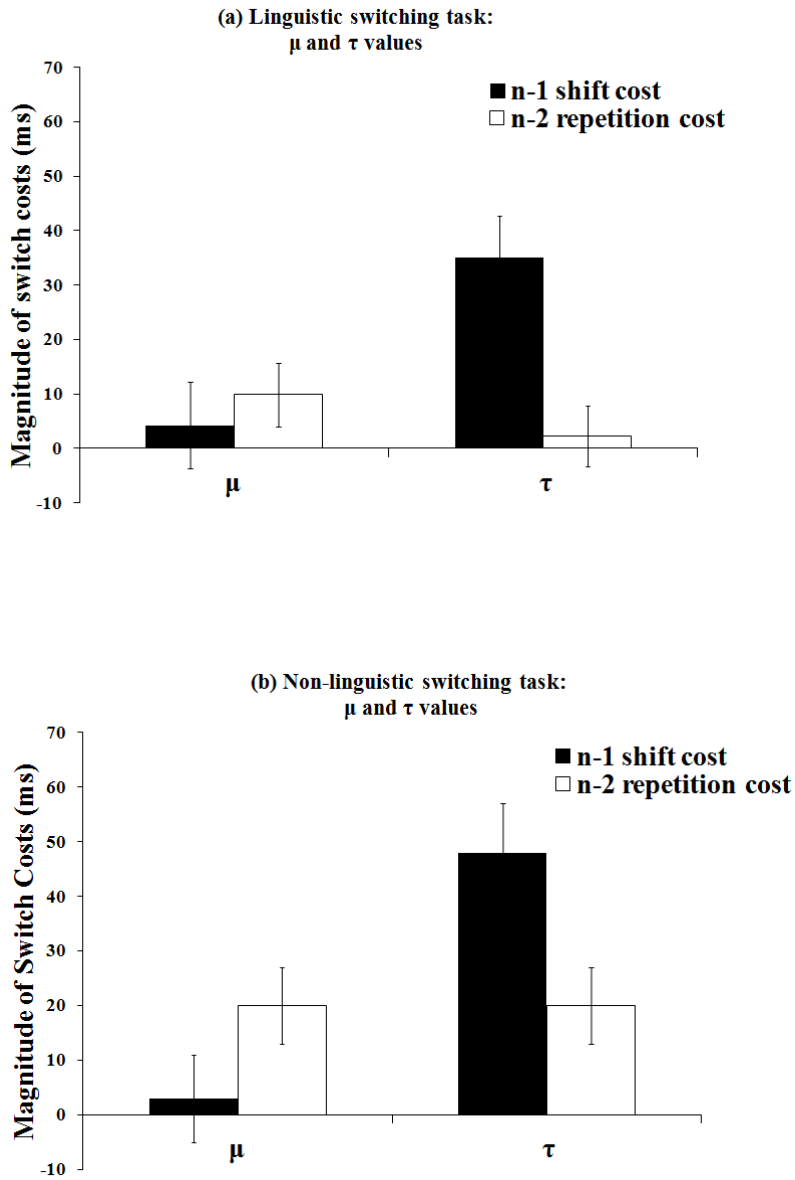 (a) Linguistic switching task:
μ and τ values
Magnitude of switch costs (ms)
70
60
50
40
30
20
10
0
-10
n-1 shift cost
n-2 repetition cost
μ
τ
(b) Non-linguistic switching task:
μ and τ values
Magnitude of Switch Costs (ms)
70
60
50
40
30
20
10
0
-10
n-1 shift cost
n-2 repetition cost
μ
τ